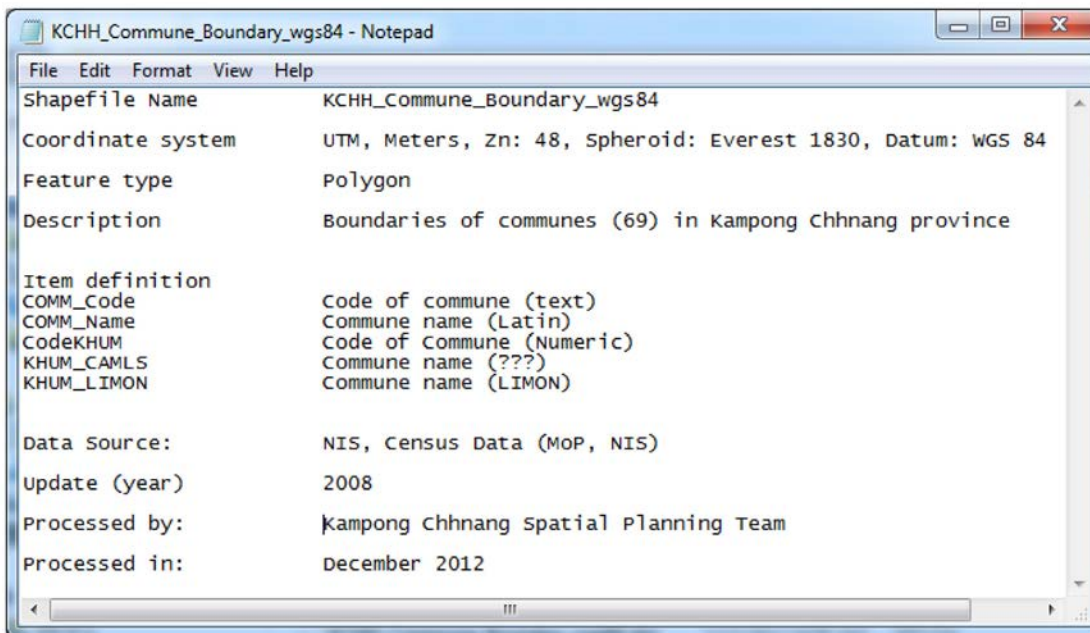 KCHH_Commune_Boundary_wgs84 - Notepad
File Edit Format View Help
Shapefile Name KCHH_Commune_Boundary_wgs84
Coordinate system UTM, Meters, Zn: 48, Spheroid: Everest 1830, Datum: WGS 84
Feature type Polygon
Description Boundaries of communes (69) in Kampong Chhnang province
Item definition
COMM_Code Code of commune (text)
COMM_Name Commune name (Latin)
CodeKHUM Code of Commune (Numeric)
KHUM_CAMLS Commune name (???)
KHUM_LIMON Commune name (LIMON)
Data Source: NIS, Census Data (MoP, NIS)
Update (year) 2008
Processed by: Kampong Chhnang Spatial Planning Team
Processed in: December 2012